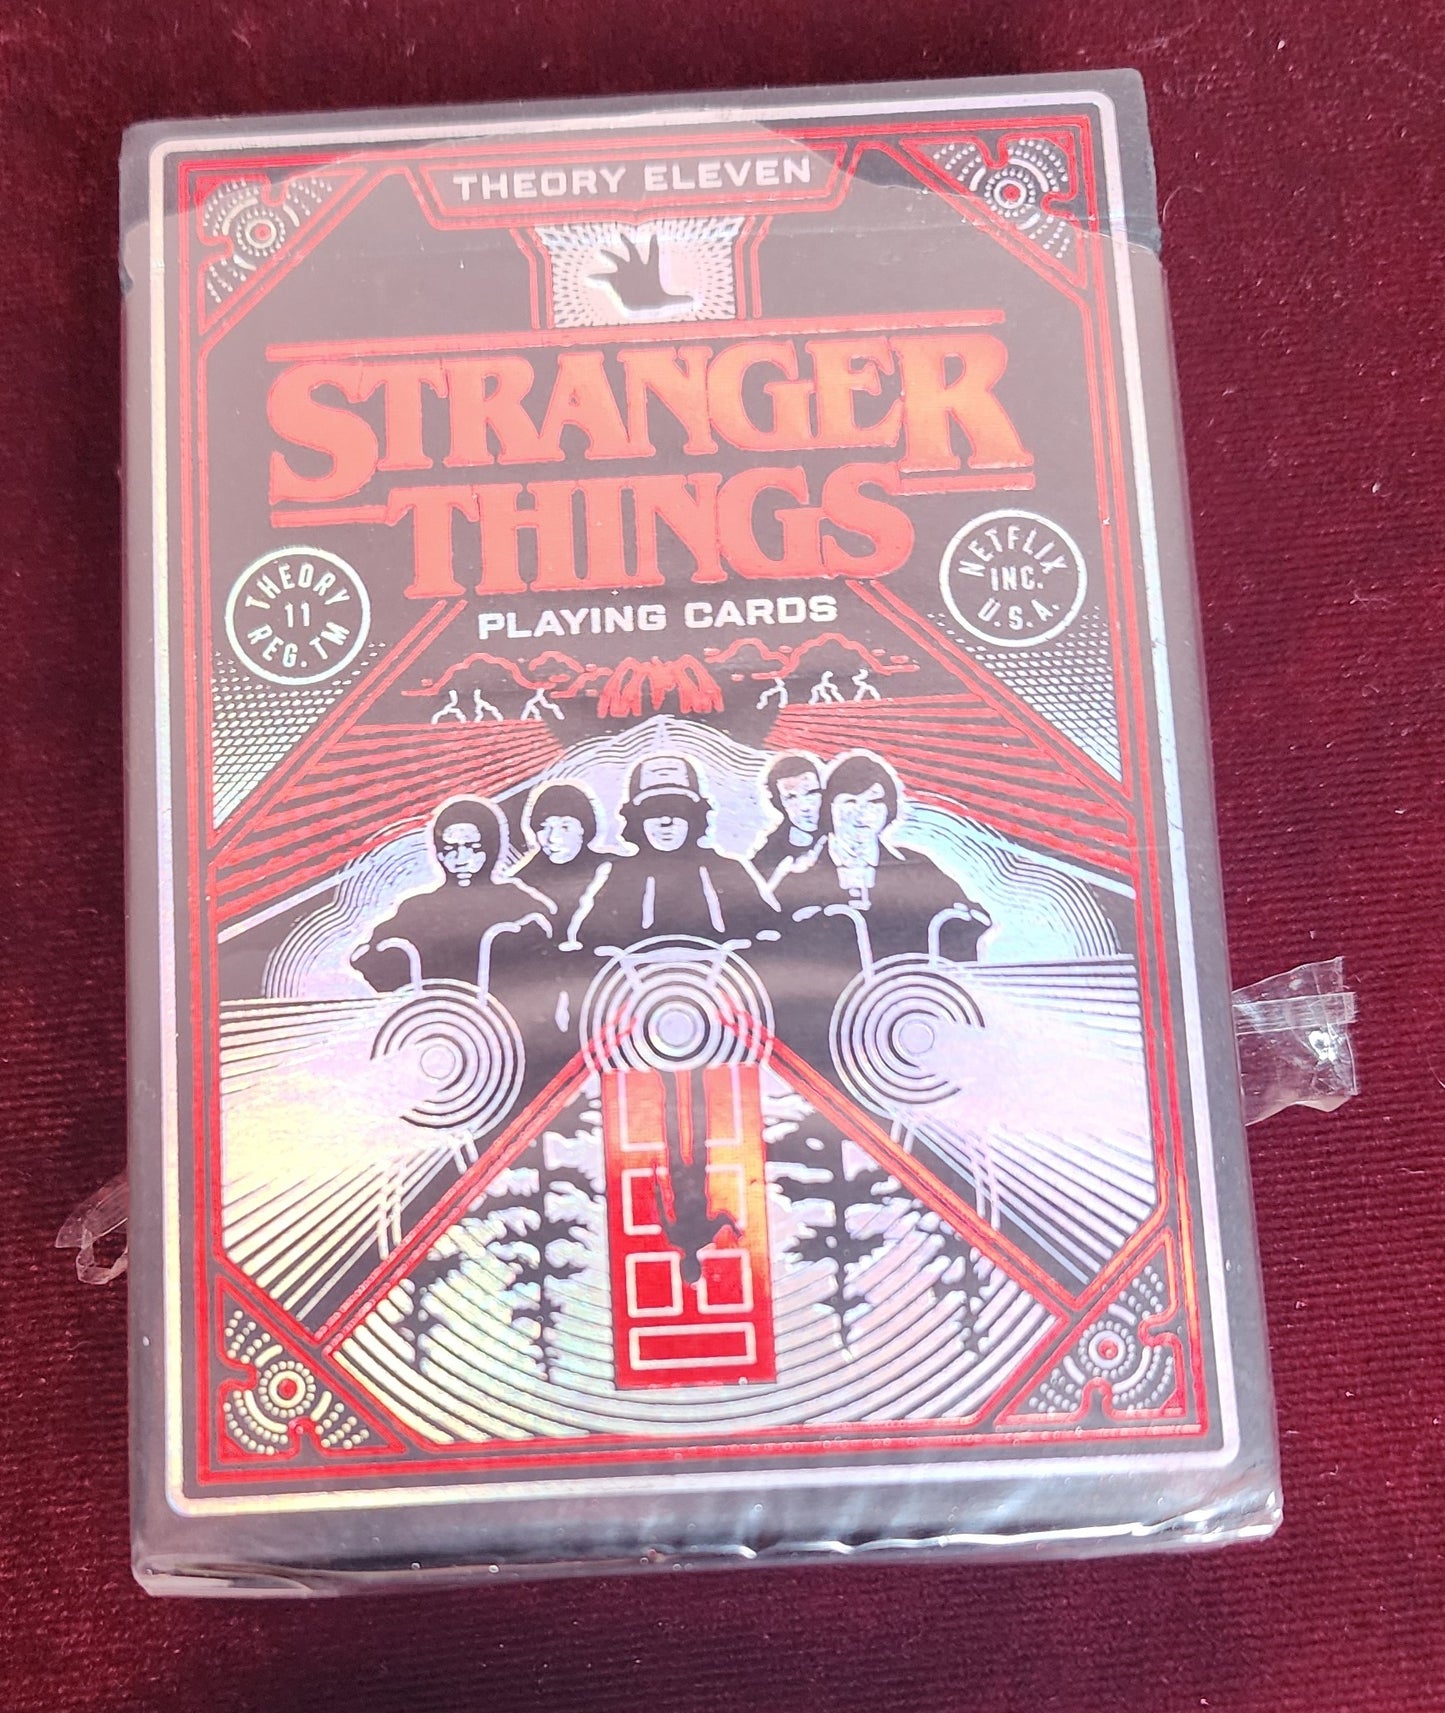 THEORY ELEVEN
STRANGER
THINGS
PLAYING CARDS
THEORY
11
REG. TM
NETFLIX
INC.
U.S.A.